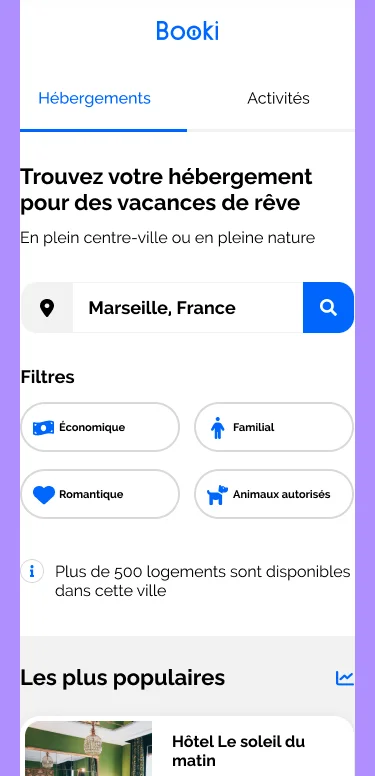 Booki
Hébergements
Activités
Trouvez votre hébergement
pour des vacances de rêve
En plein centre-ville ou en pleine nature
Marseille, France
Filtres
Économique
Familial
Romantique
Animaux autorisés
Plus de 500 logements sont disponibles
dans cette ville
Les plus populaires
Hôtel Le soleil du
matin